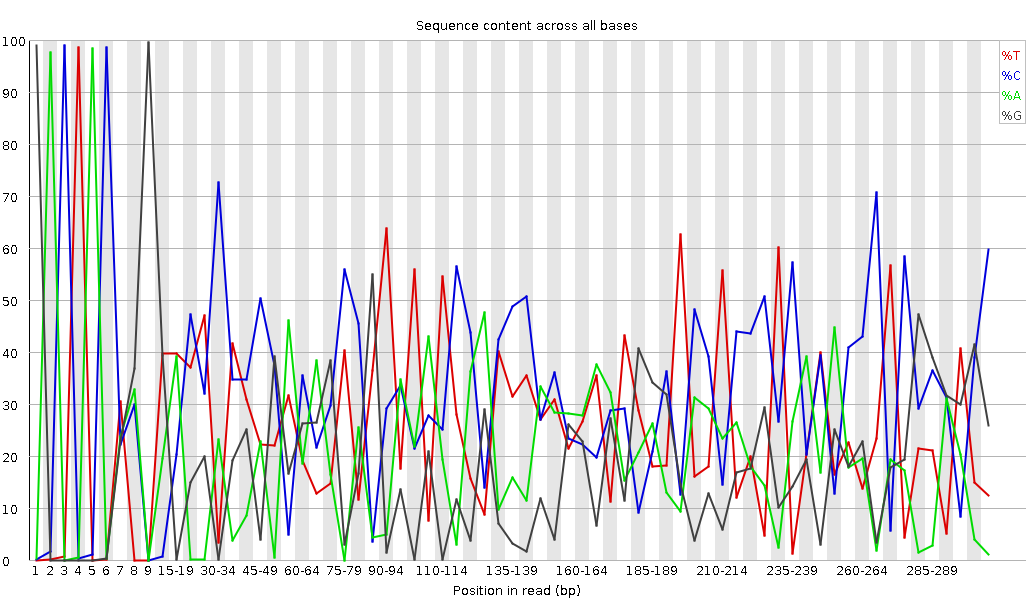 Sequence content across all bases
100
90
80
70
60
50
40
30
20
10
0
%T
%C
%A
%G
1 2 3 4 5 6 7 8 9 15-19 30-34 45-49 60-64 75-79 90-94 110-114 135-139 160-164 185-189 210-214 235-239 260-264 285-289
Position in read (bp)